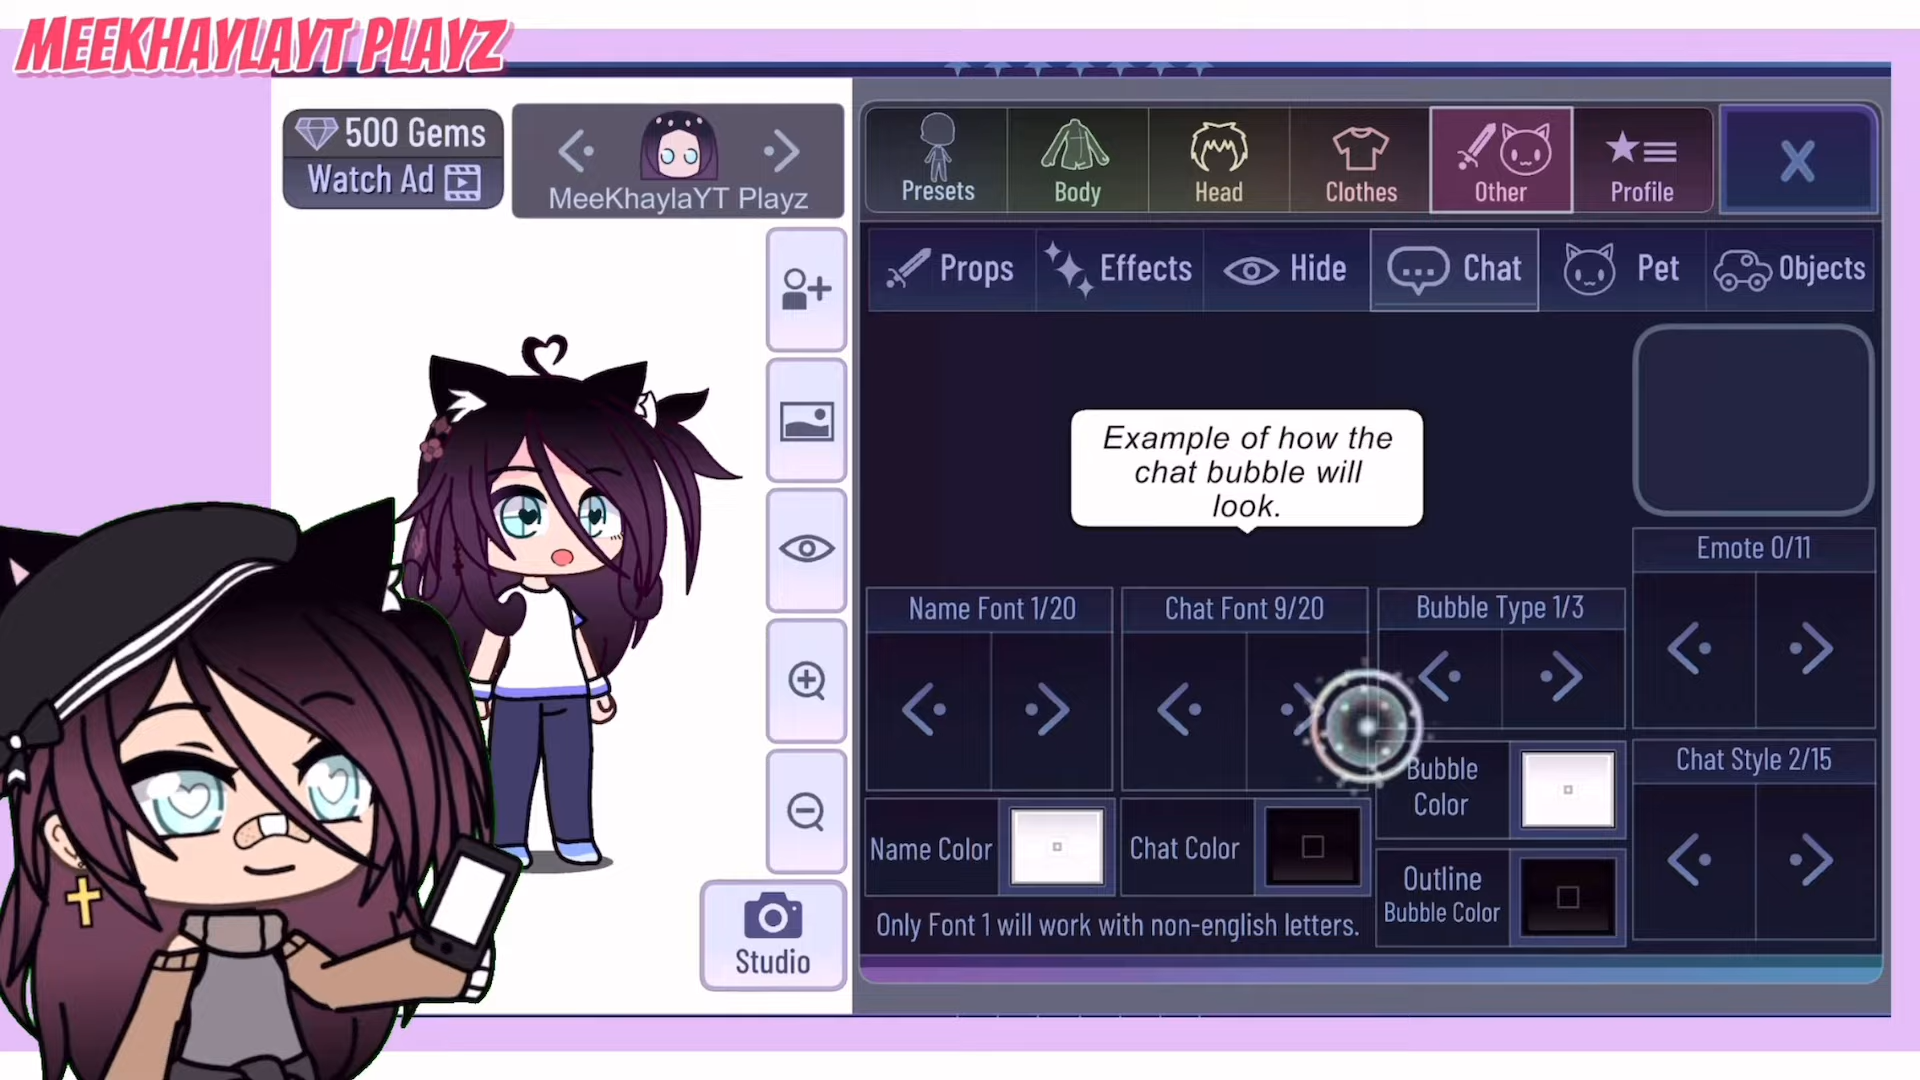 MEEKHAYLAYT PLAYZ
500 Gems
Watch Ad
MeeKhaylaYT Playz
Presets
Body
Head
Clothes
Other
Profile
X
Props
Effects
Hide
Chat
Pet
Objects
Example of how the
chat bubble will
look.
Emote 0/11
Name Font 1/20
Chat Font 9/20
Bubble Type 1/3
Chat Style 2/15
Bubble
Color
Name Color
Chat Color
Outline
Bubble Color
Only Font 1 will work with non-english letters.
Studio